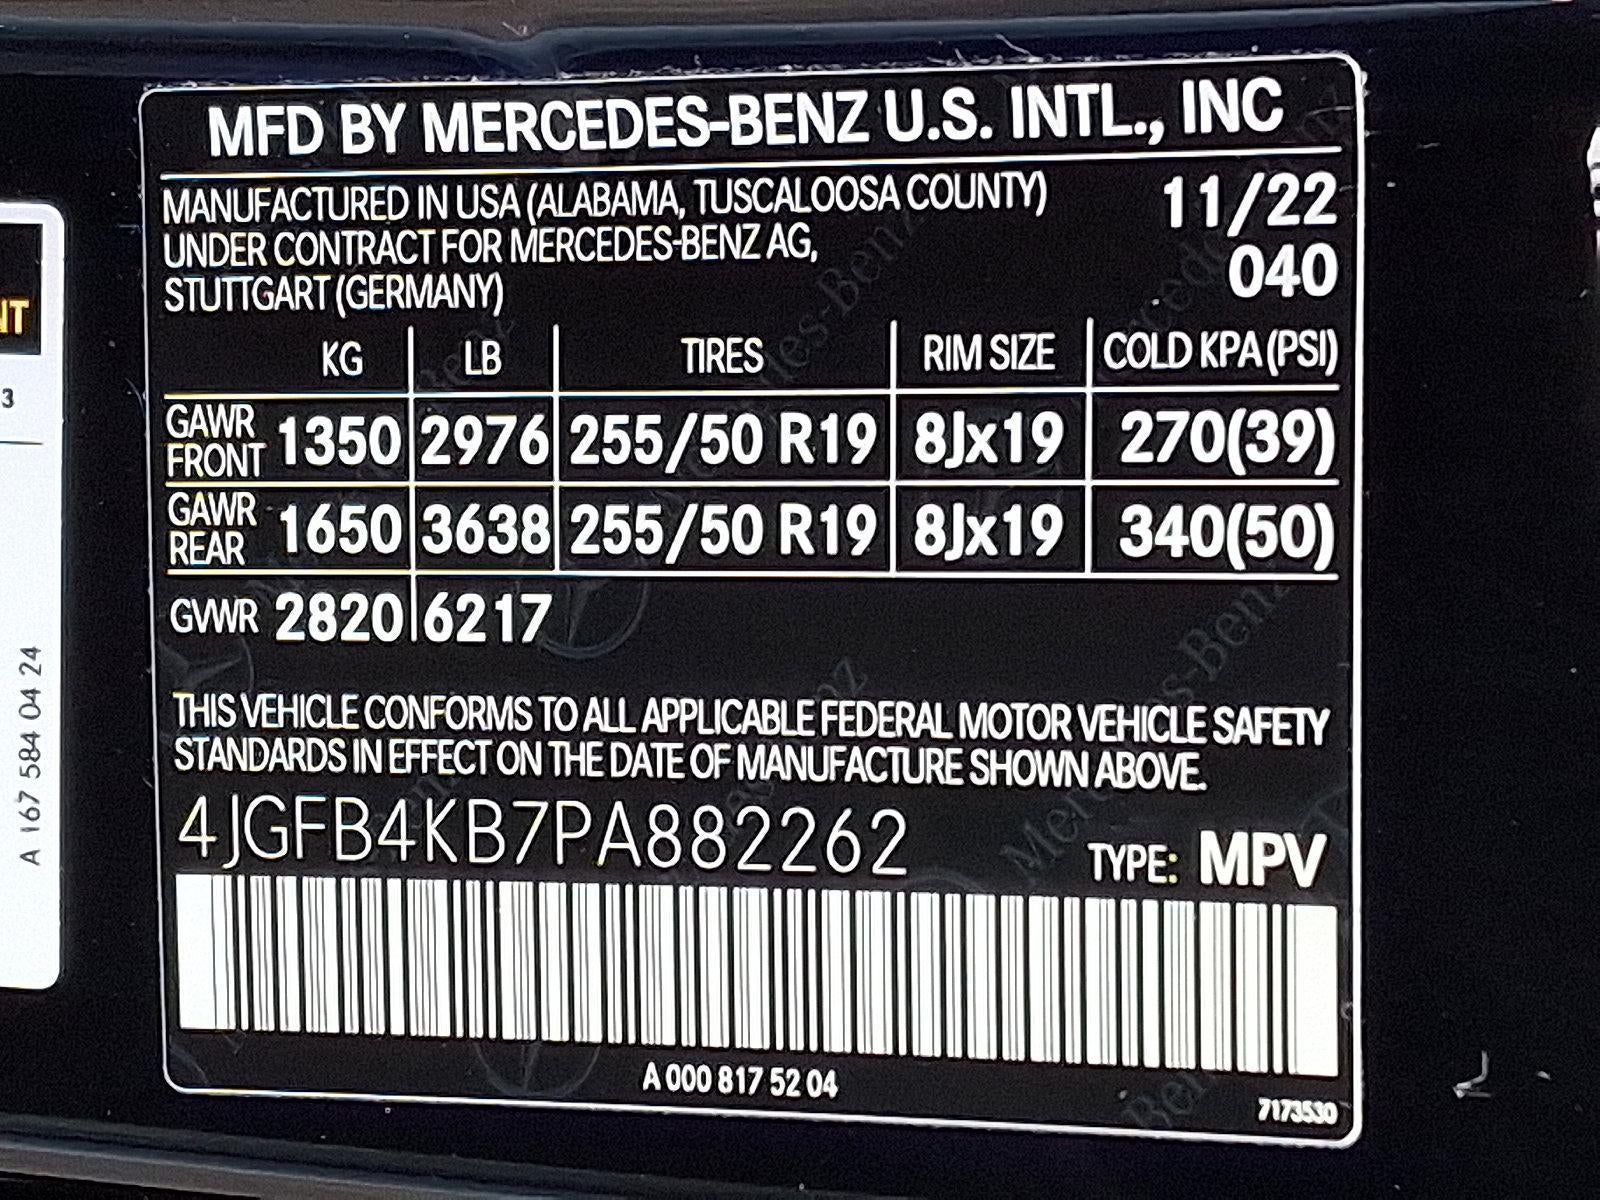 MFD BY MERCEDES-BENZ U.S. INTL., INC
MANUFACTURED IN USA (ALABAMA, TUSCALOOSA COUNTY) 11/22
UNDER CONTRACT FOR MERCEDES-BENZ AG, 040
STUTTGART (GERMANY)
KG LB TIRES RIM SIZE COLD KPA (PSI)
GAWR FRONT 1350 2976 255/50 R19 8Jx19 270(39)
GAWR REAR 1650 3638 255/50 R19 8Jx19 340(50)
GVWR 2820 6217
THIS VEHICLE CONFORMS TO ALL APPLICABLE FEDERAL MOTOR VEHICLE SAFETY
STANDARDS IN EFFECT ON THE DATE OF MANUFACTURE SHOWN ABOVE.
4JGFB4KB7PA882262 TYPE: MPV
A 000 817 52 04
7173530
NT
3
A 167 584 04 24